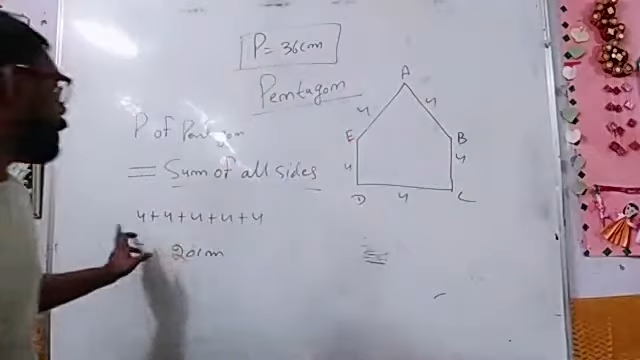 P = 36cm
Pentagon
P of Pentagon
= Sum of all sides
4+4+4+4+4
20cm
A
4 4
E B
4 4
D 4 C